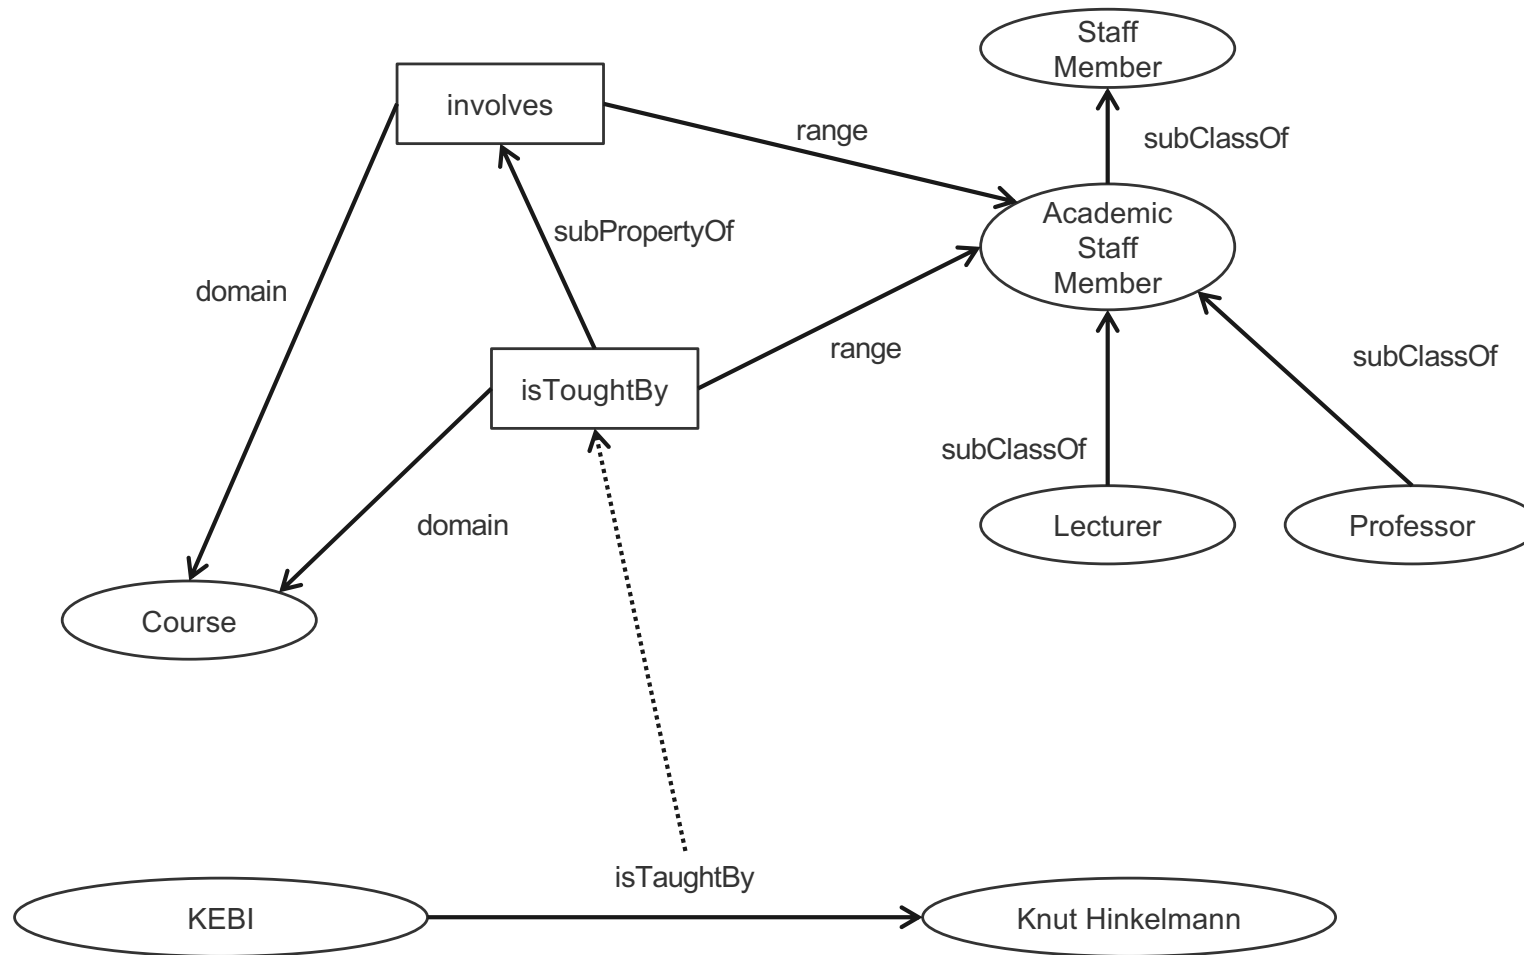 Staff
Member
involves
range
subClassOf
Academic
Staff
Member
subPropertyOf
domain
range
subClassOf
isToughtBy
subClassOf
domain
Lecturer
Professor
Course
isTaughtBy
KEBI
Knut Hinkelmann